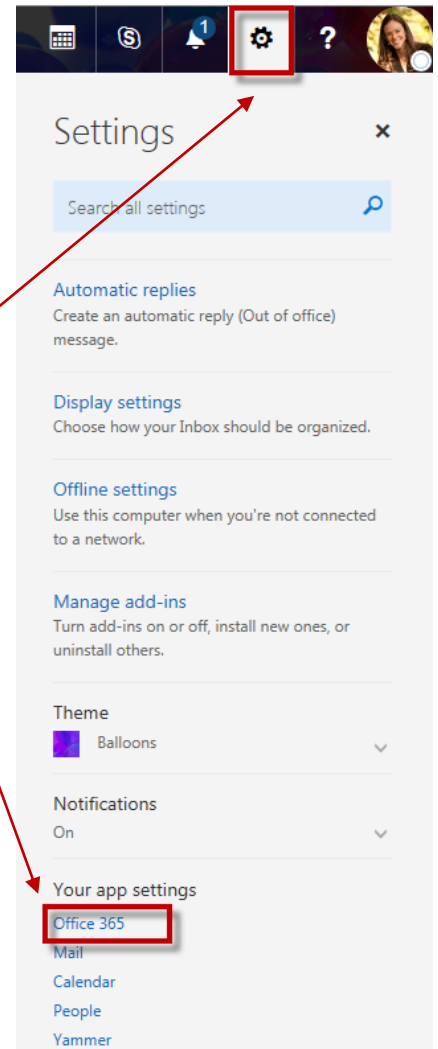 1
?
Settings
×
Search all settings
Automatic replies
Create an automatic reply (Out of office)
message.
Display settings
Choose how your Inbox should be organized.
Offline settings
Use this computer when you're not connected
to a network.
Manage add-ins
Turn add-ins on or off, install new ones, or
uninstall others.
Theme
Balloons
Notifications
On
Your app settings
Office 365
Mail
Calendar
People
Yammer